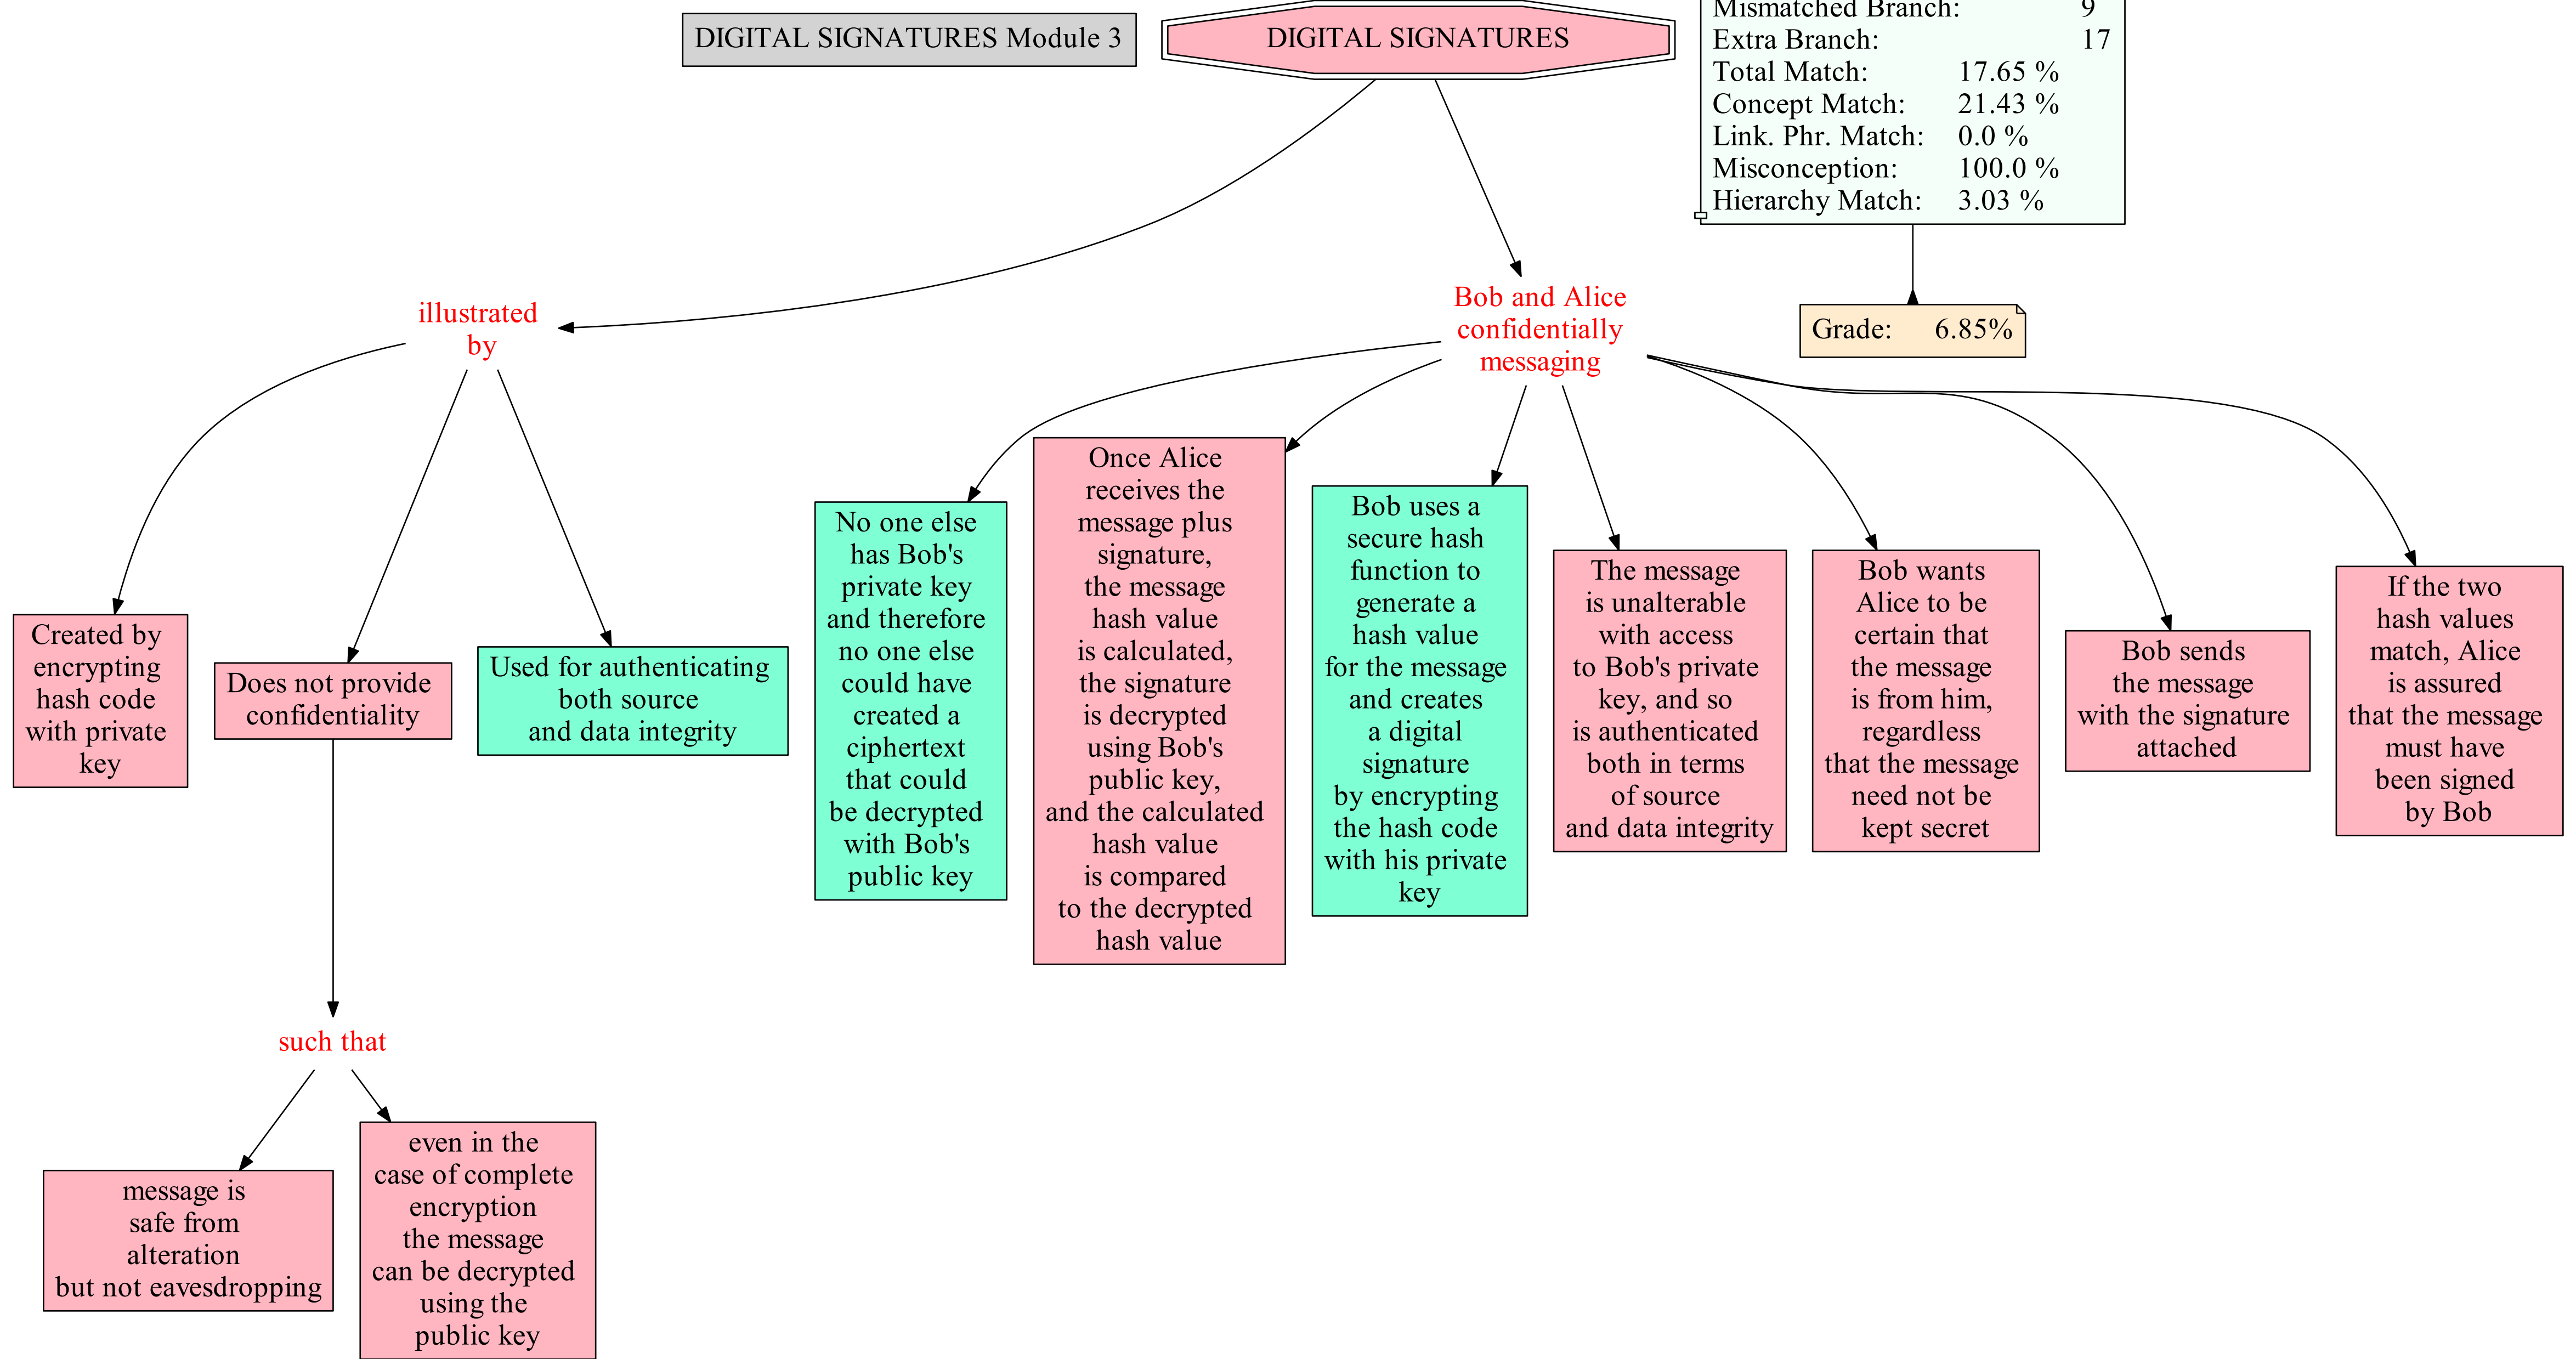 DIGITAL SIGNATURES Module 3
DIGITAL SIGNATURES
Mismatched Branch: 9
Extra Branch: 17
Total Match: 17.65 %
Concept Match: 21.43 %
Link. Phr. Match: 0.0 %
Misconception: 100.0 %
Hierarchy Match: 3.03 %
Grade: 6.85%
illustrated
by
Bob and Alice
confidentially
messaging
Created by
encrypting
hash code
with private
key
Does not provide
confidentiality
Used for authenticating
both source
and data integrity
No one else
has Bob's
private key
and therefore
no one else
could have
created a
ciphertext
that could
be decrypted
with Bob's
public key
Once Alice
receives the
message plus
signature,
the message
hash value
is calculated,
the signature
is decrypted
using Bob's
public key,
and the calculated
hash value
is compared
to the decrypted
hash value
Bob uses a
secure hash
function to
generate a
hash value
for the message
and creates
a digital
signature
by encrypting
the hash code
with his private
key
The message
is unalterable
with access
to Bob's private
key, and so
is authenticated
both in terms
of source
and data integrity
Bob wants
Alice to be
certain that
the message
is from him,
regardless
that the message
need not be
kept secret
Bob sends
the message
with the signature
attached
If the two
hash values
match, Alice
is assured
that the message
must have
been signed
by Bob
such that
message is
safe from
alteration
but not eavesdropping
even in the
case of complete
encryption
the message
can be decrypted
using the
public key